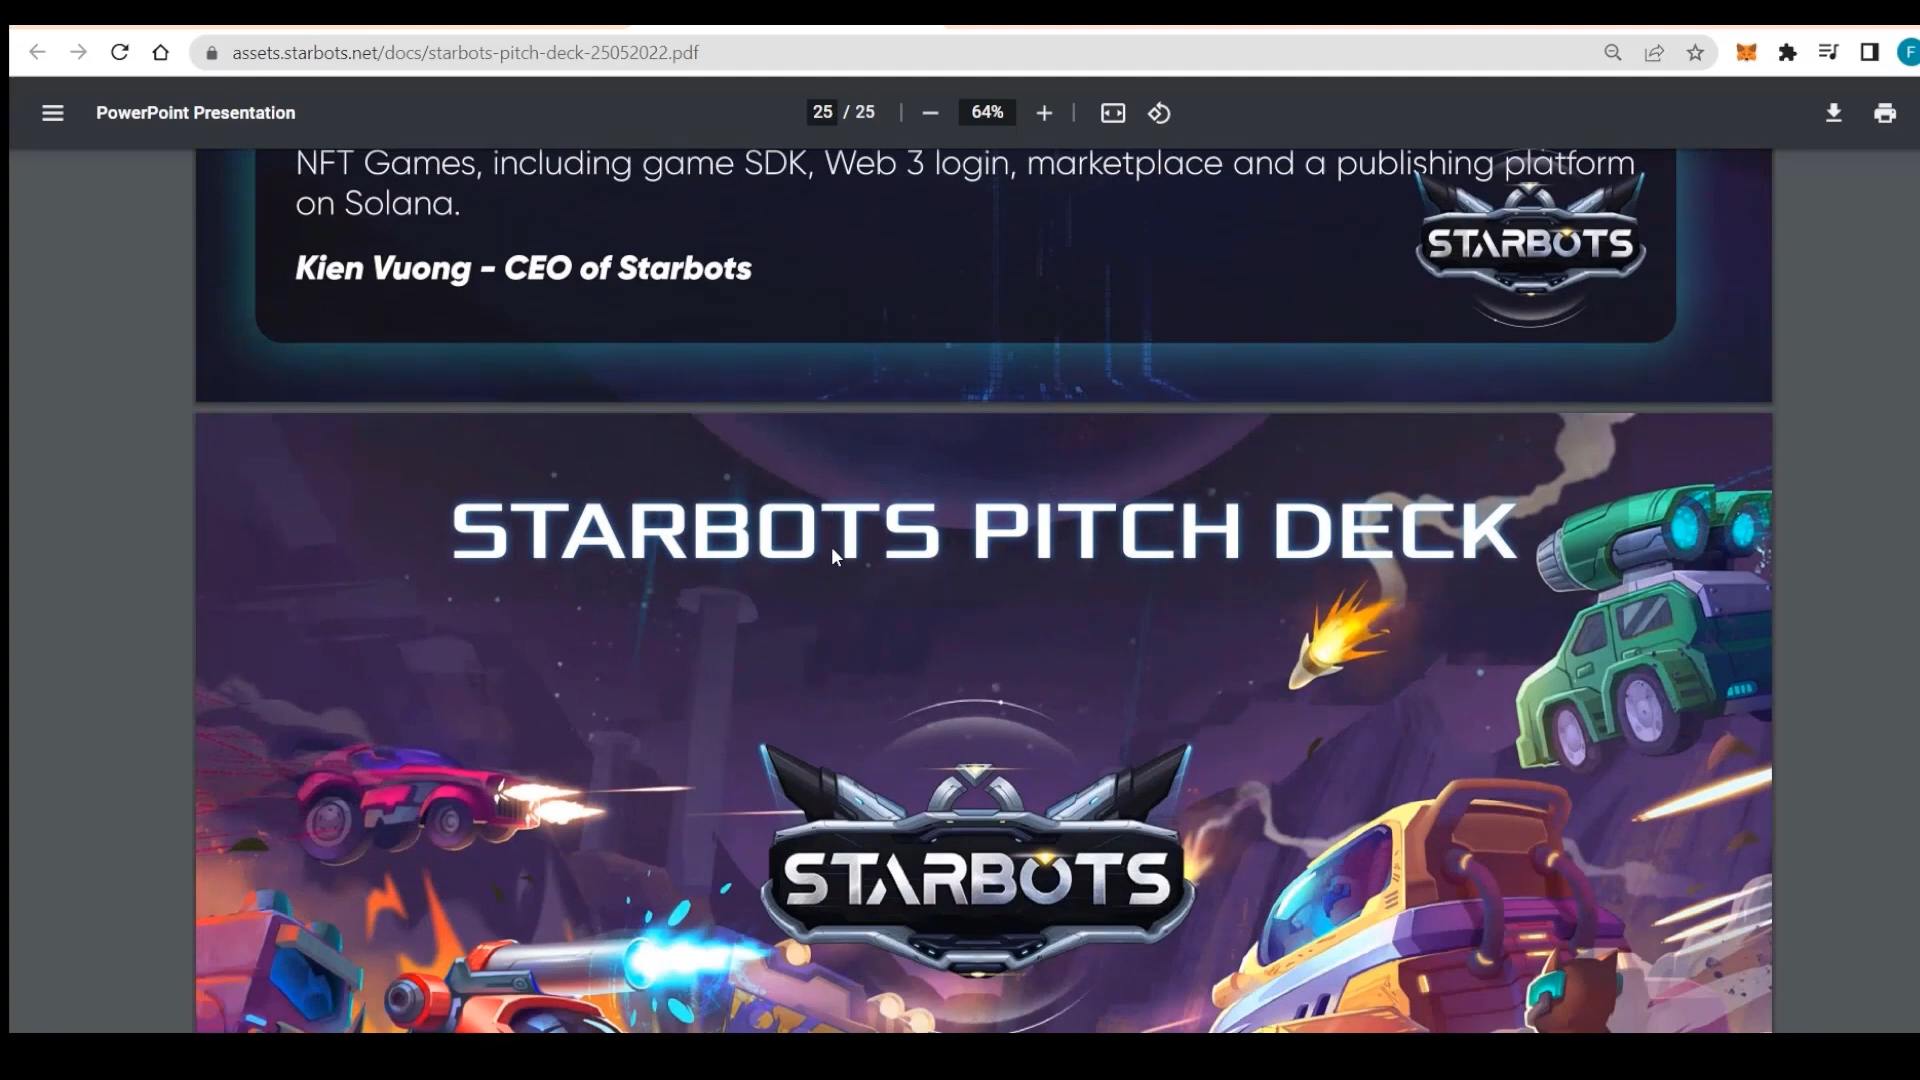 assets.starbots.net/docs/starbots-pitch-deck-25052022.pdf
F
PowerPoint Presentation
25 / 25
64%
NFT Games, including game SDK, Web 3 login, marketplace and a publishing platform
on Solana.
Kien Vuong - CEO of Starbots
STARBOTS
STARBOTS PITCH DECK
STARBOTS